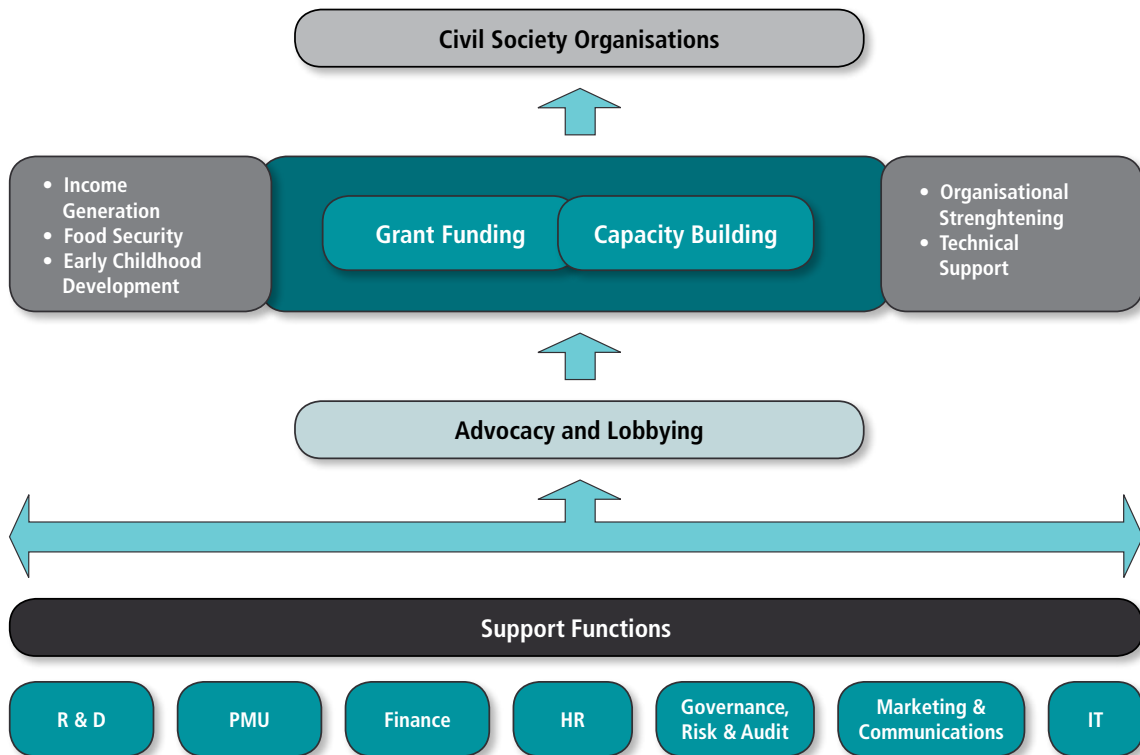 Civil Society Organisations
• Income
Generation
• Food Security
• Early Childhood
Development
Grant Funding
Capacity Building
• Organisational
Strenghtening
• Technical
Support
Advocacy and Lobbying
Support Functions
R & D
PMU
Finance
HR
Governance,
Risk & Audit
Marketing &
Communications
IT